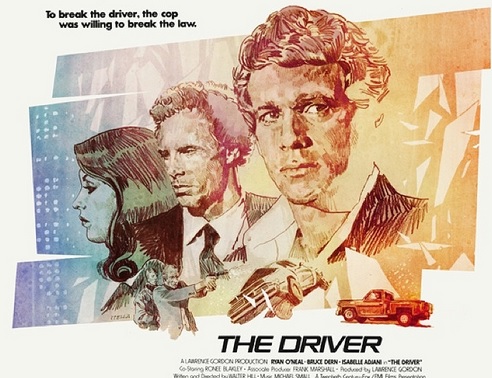 To break the driver, the cop
was willing to break the law.
THE DRIVER
A LAWRENCE GORDON PRODUCTION RYAN O'NEAL · BRUCE DERN · ISABELLE ADJANI in "THE DRIVER"
Co-Starring RONEE BLAKLEY · Associate Producer FRANK MARSHALL · Produced by LAWRENCE GORDON
Written and Directed by WALTER HILL · Music MICHAEL SMALL · A Twentieth Century-Fox/EMI Films Presentation